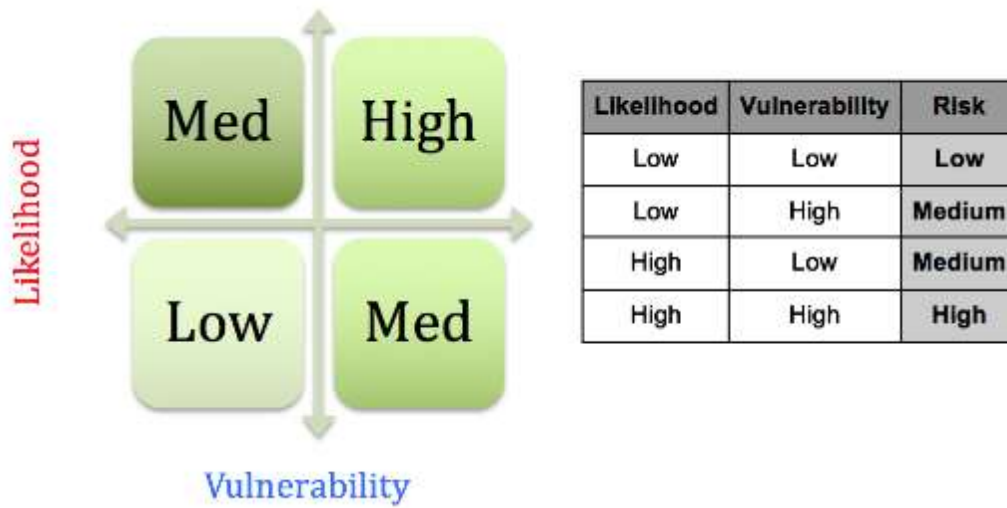 Likelihood
Med High
Low Med
Vulnerability
Likelihood Vulnerability Risk
Low Low Low
Low High Medium
High Low Medium
High High High